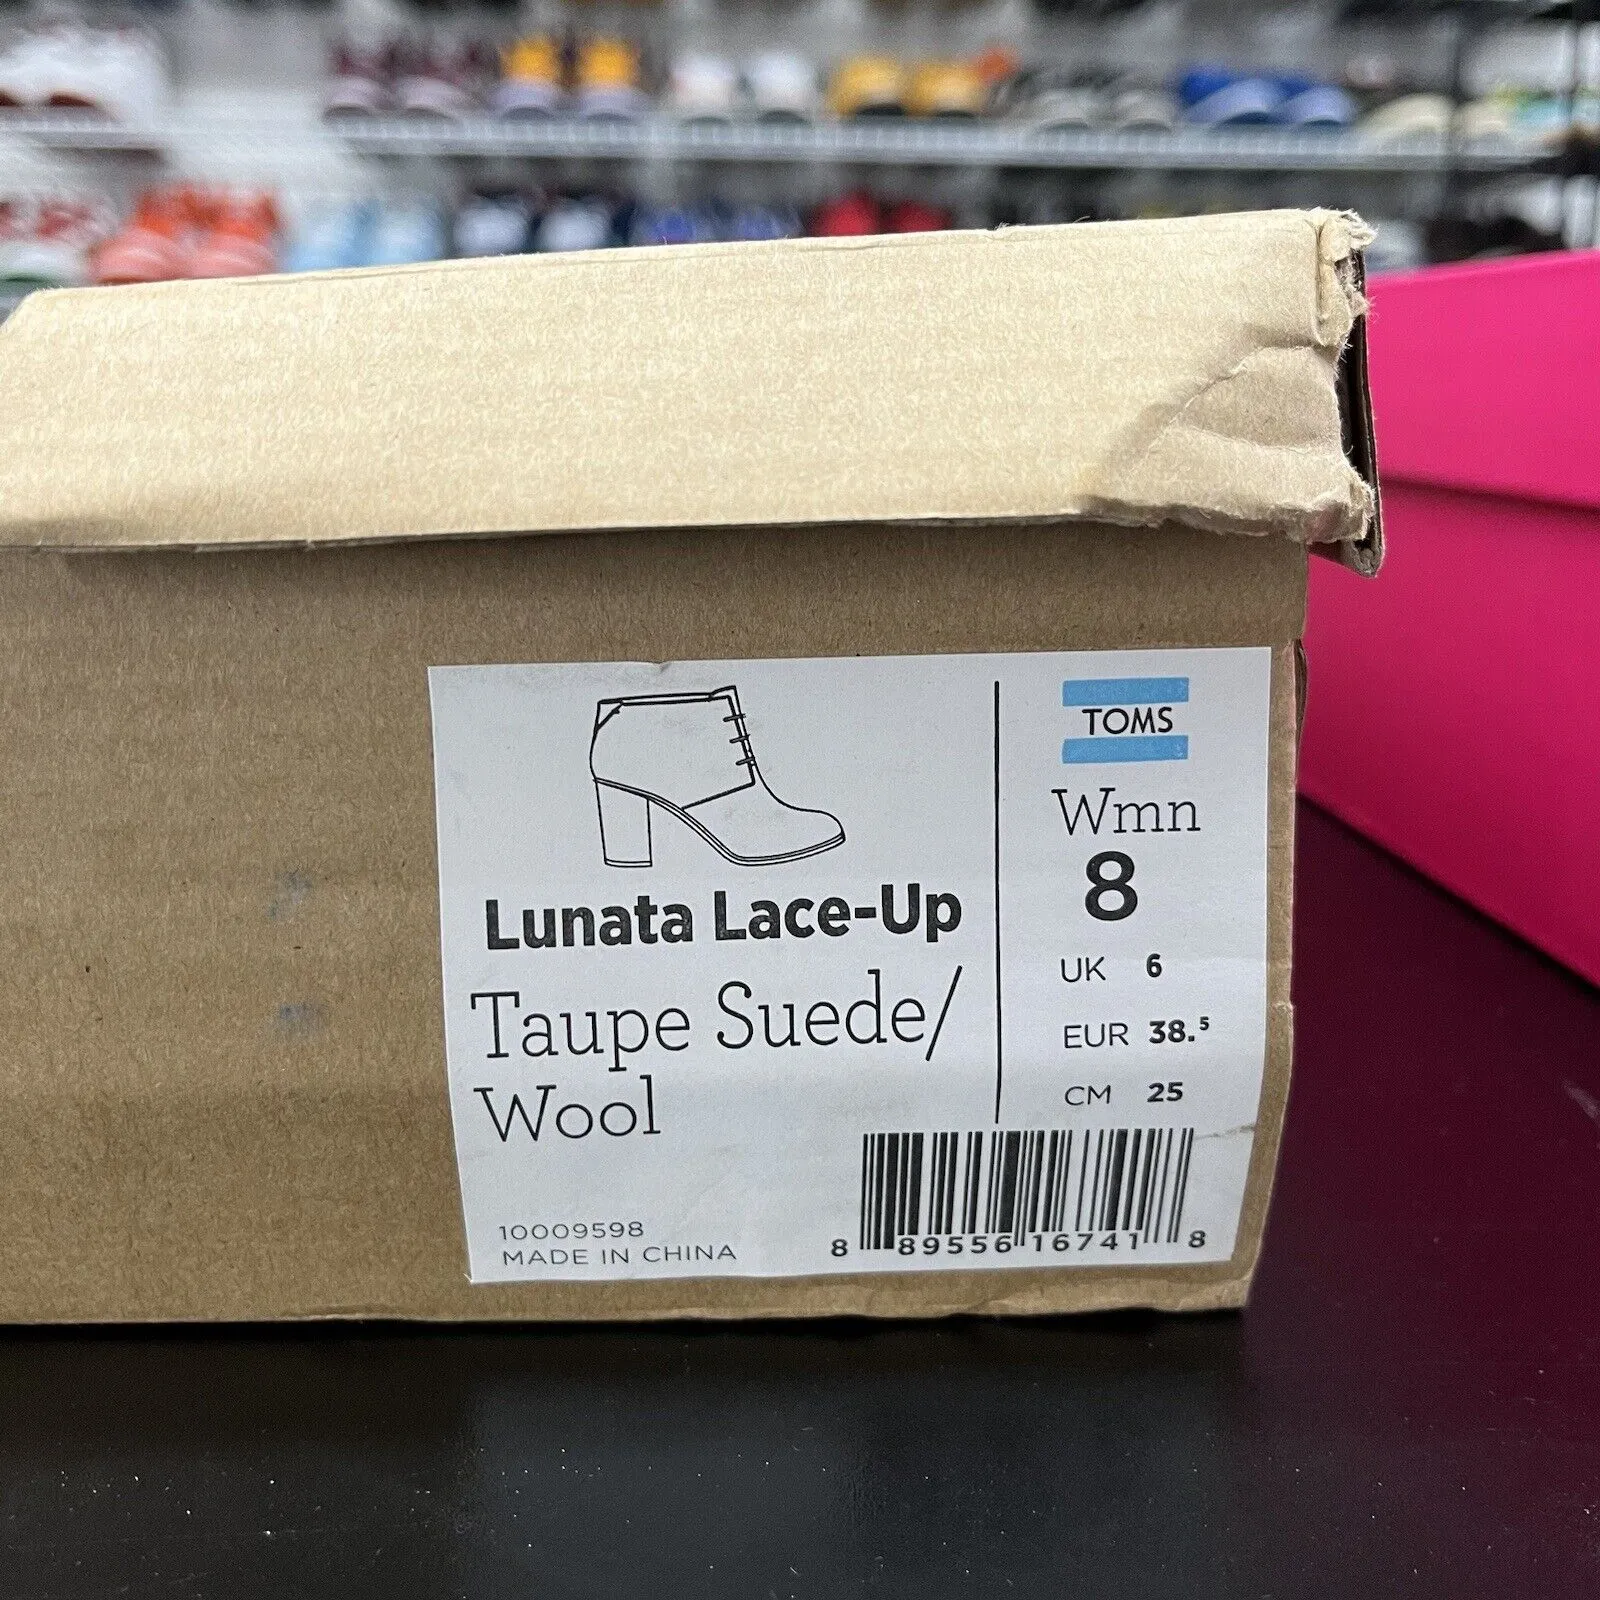 TOMS
Wmn
8
UK 6
EUR 38.⁵
CM 25
Lunata Lace-Up
Taupe Suede/
Wool
10009598
MADE IN CHINA
8 89556 16741 8